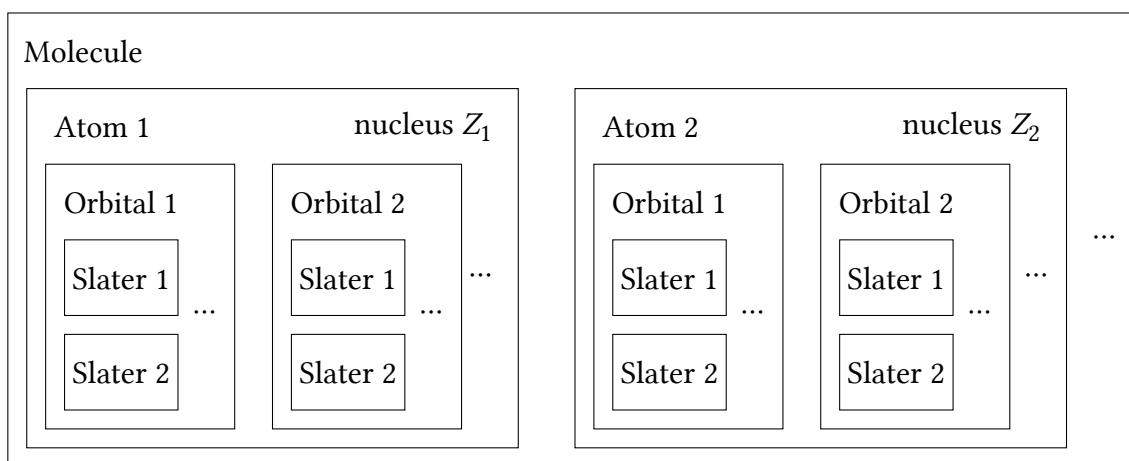 Molecule
Atom 1 nucleus Z₁ Atom 2 nucleus Z₂
Orbital 1 Orbital 2 Orbital 1 Orbital 2
...
Slater 1 Slater 1 ... Slater 1 Slater 1 ...
... ... ... ...
Slater 2 Slater 2 Slater 2 Slater 2